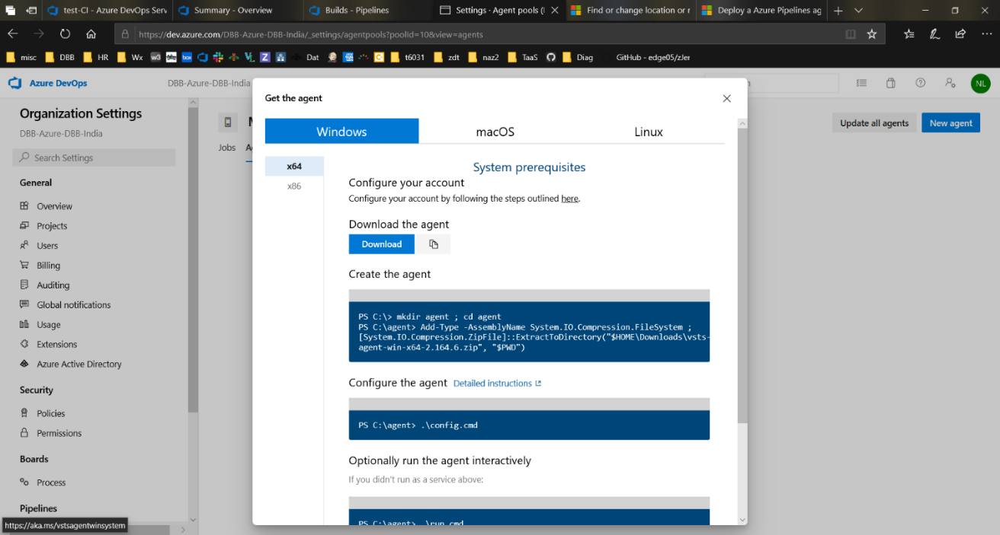 test-CI - Azure DevOps Serv
Summary - Overview
Builds - Pipelines
Settings · Agent pools (
Find or change location or r
Deploy a Azure Pipelines ag
https://dev.azure.com/DBB-Azure-DBB-India/_settings/agentpools?poolId=10&view=agents
misc
DBB
HR
Wx
w3
box
Z
Dat
t6031
zdt
naz2
TaaS
Diag
GitHub - edge05/zJer
Azure DevOps
DBB-Azure-DBB-India
NL
Organization Settings
DBB-Azure-DBB-India
Search Settings
General
Overview
Projects
Users
Billing
Auditing
Global notifications
Usage
Extensions
Azure Active Directory
Security
Policies
Permissions
Boards
Process
Pipelines
https://aka.ms/vstsagentwinsystem
Jobs
Update all agents
New agent
Get the agent
Windows
macOS
Linux
x64
x86
System prerequisites
Configure your account
Configure your account by following the steps outlined here.
Download the agent
Download
Create the agent
PS C:\> mkdir agent ; cd agent
PS C:\agent> Add-Type -AssemblyName System.IO.Compression.FileSystem ;
[System.IO.Compression.ZipFile]::ExtractToDirectory("$HOME\Downloads\vsts-
agent-win-x64-2.164.6.zip", "$PWD")
Configure the agent Detailed instructions
PS C:\agent> .\config.cmd
Optionally run the agent interactively
If you didn't run as a service above:
PS C:\agent> .\run.cmd